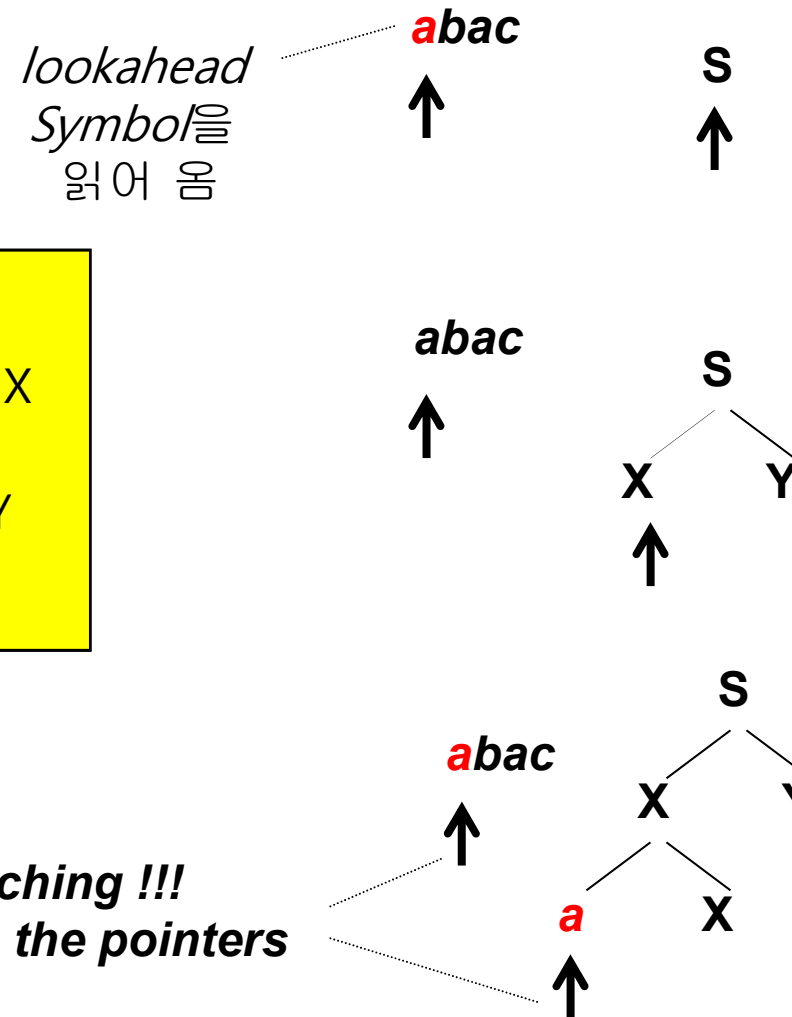 abac
S
lookahead
Symbol을
읽어 옴
abac
S
X
X Y
Y
S
abac
X
ching !!!
a X
the pointers